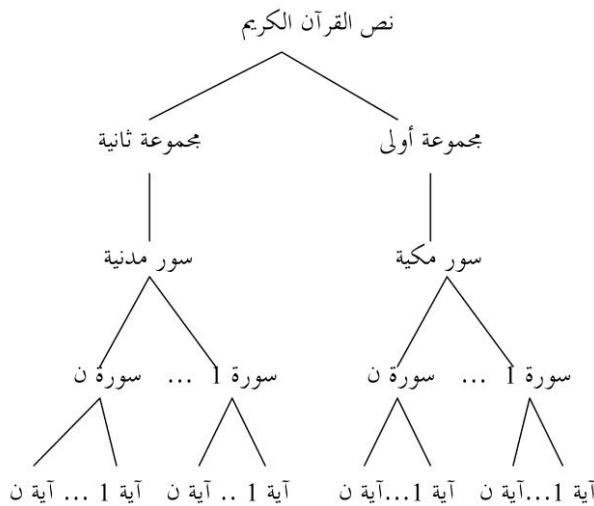 نص القرآن الكريم
مجموعة أولى مجموعة ثانية
سور مكية سور مدنية
سورة 1 ... سورة ن سورة 1 ... سورة ن
آية 1...آية ن آية 1...آية ن آية 1 .. آية ن آية 1 ... آية ن